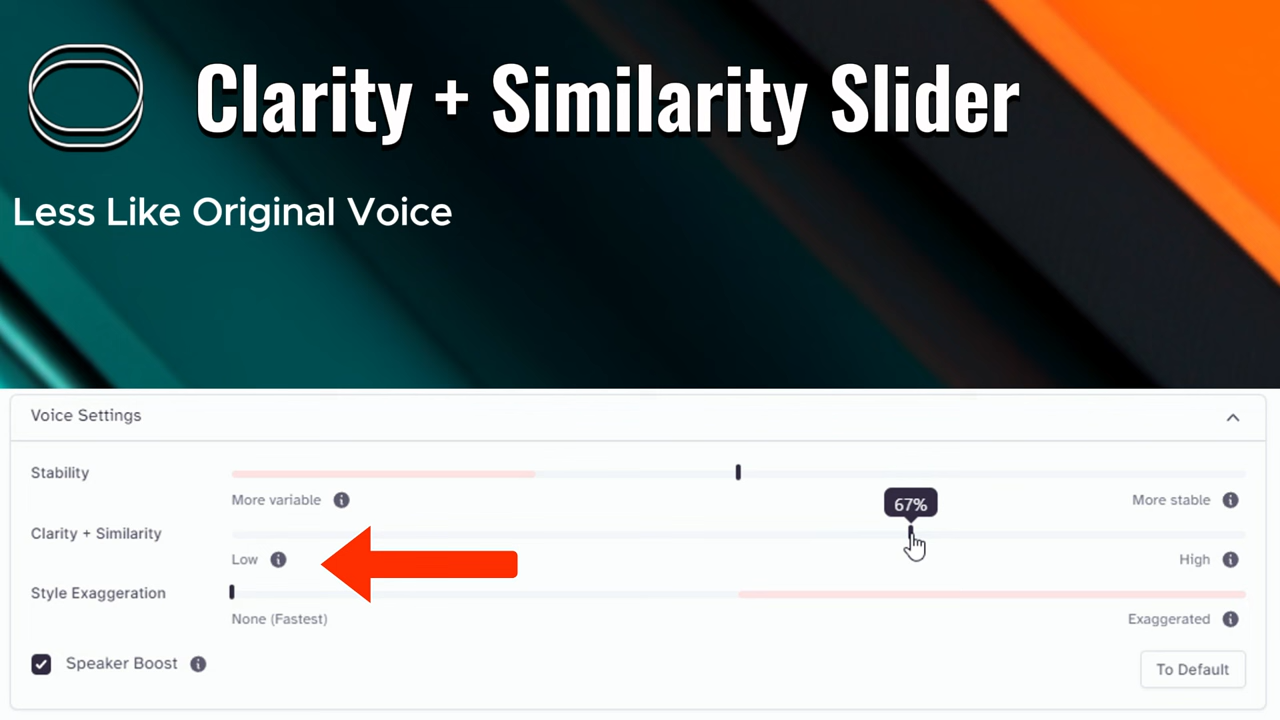 Clarity + Similarity Slider
Less Like Original Voice
Voice Settings
Stability
More variable
More stable
67%
Clarity + Similarity
Low
High
Style Exaggeration
None (Fastest)
Exaggerated
Speaker Boost
To Default